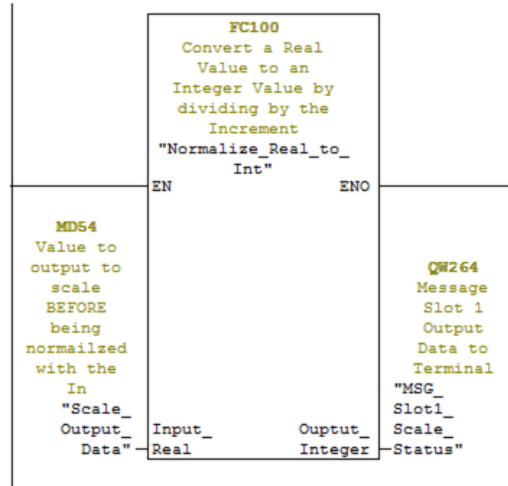 FC100
Convert a Real
Value to an
Integer Value by
dividing by the
Increment
"Normalize_Real_to_
Int"
EN ENO
MD54
Value to
output to
scale
BEFORE
being
normailzed
with the
In
"Scale_
Output_
Data"
Input_
Real
Ouptut_
Integer
QW264
Message
Slot 1
Output
Data to
Terminal
"MSG_
Slot1_
Scale_
Status"